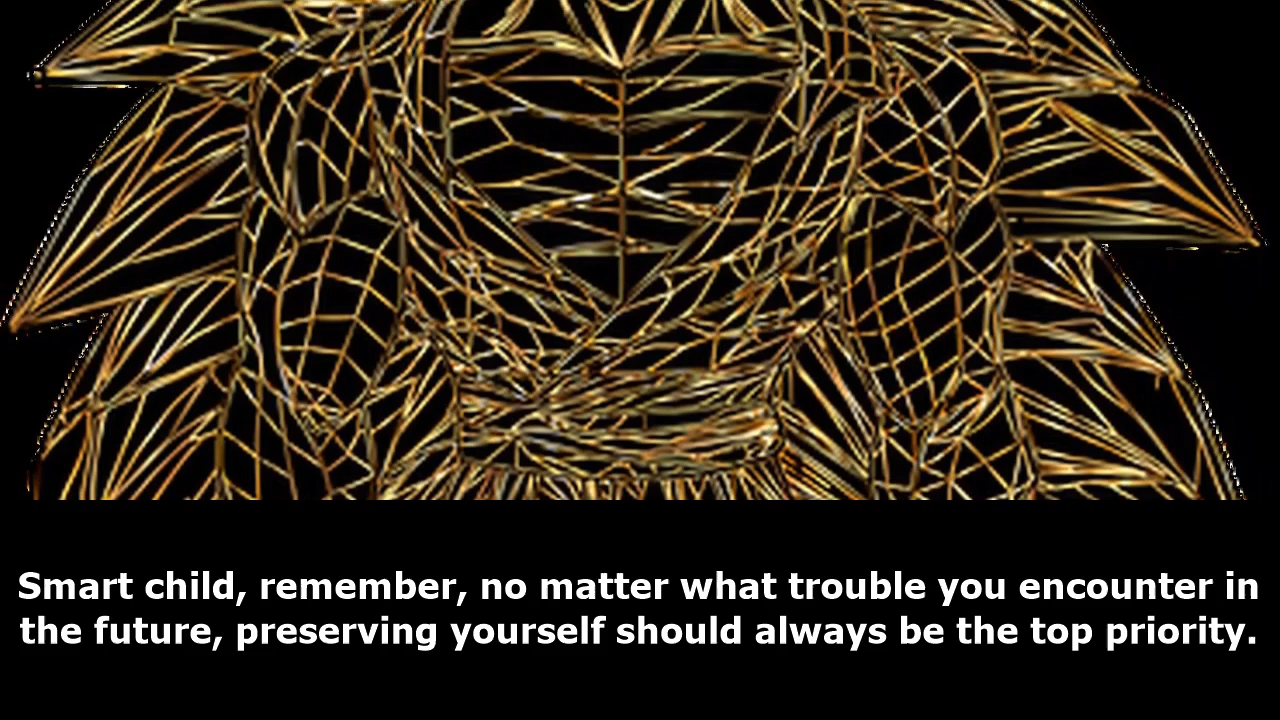 Smart child, remember, no matter what trouble you encounter in
the future, preserving yourself should always be the top priority.